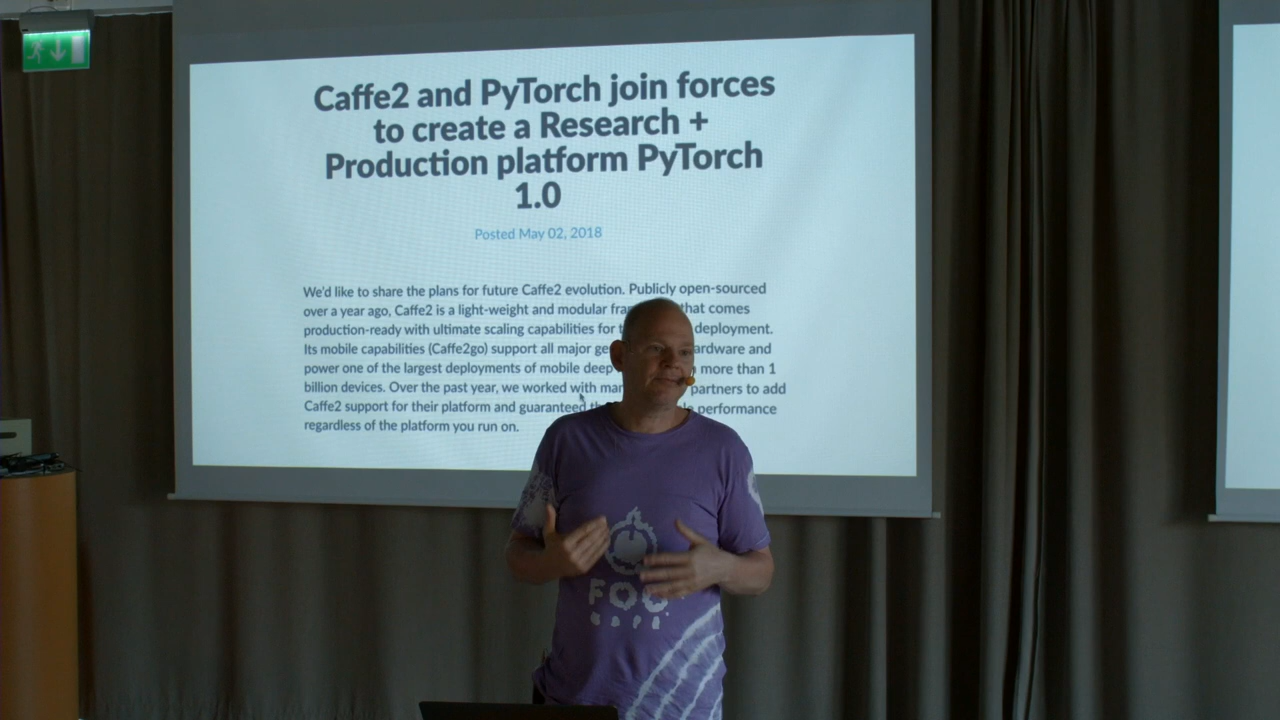 Caffe2 and PyTorch join forces
to create a Research +
Production platform PyTorch
1.0
Posted May 02, 2018
We'd like to share the plans for future Caffe2 evolution. Publicly open-sourced
over a year ago, Caffe2 is a light-weight and modular that comes
production-ready with ultimate scaling capabilities for deployment.
Its mobile capabilities (Caffe2go) support all major and
power one of the largest deployments of mobile deep more than 1
billion devices. Over the past year, we worked with partners to add
Caffe2 support for their platform and guaranteed performance
regardless of the platform you run on.
FOO
CAMP